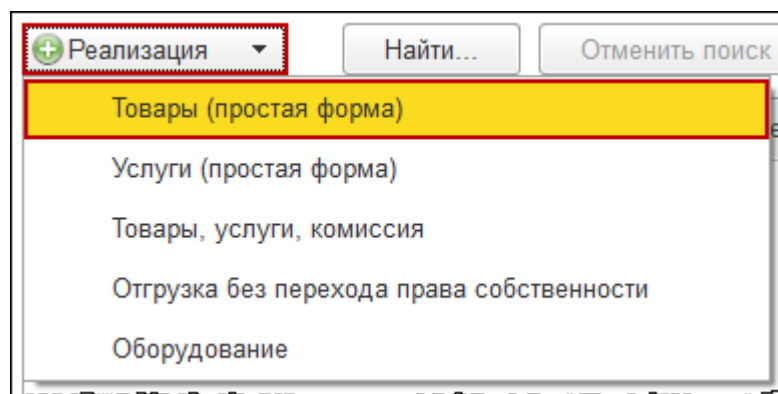 Реализация Найти... Отменить поиск
Товары (простая форма)
Услуги (простая форма)
Товары, услуги, комиссия
Отгрузка без перехода права собственности
Оборудование